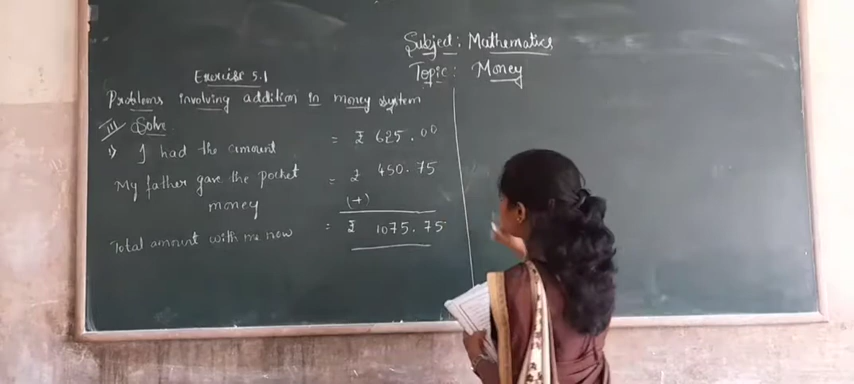 Subject: Mathematics
Topic: Money
Exercise 5.1
Problems involving addition in money system
III Solve
1) I had the amount = ₹ 625.00
My father gave the pocket money = ₹ 450.75
(+)
Total amount with me now = ₹ 1075.75